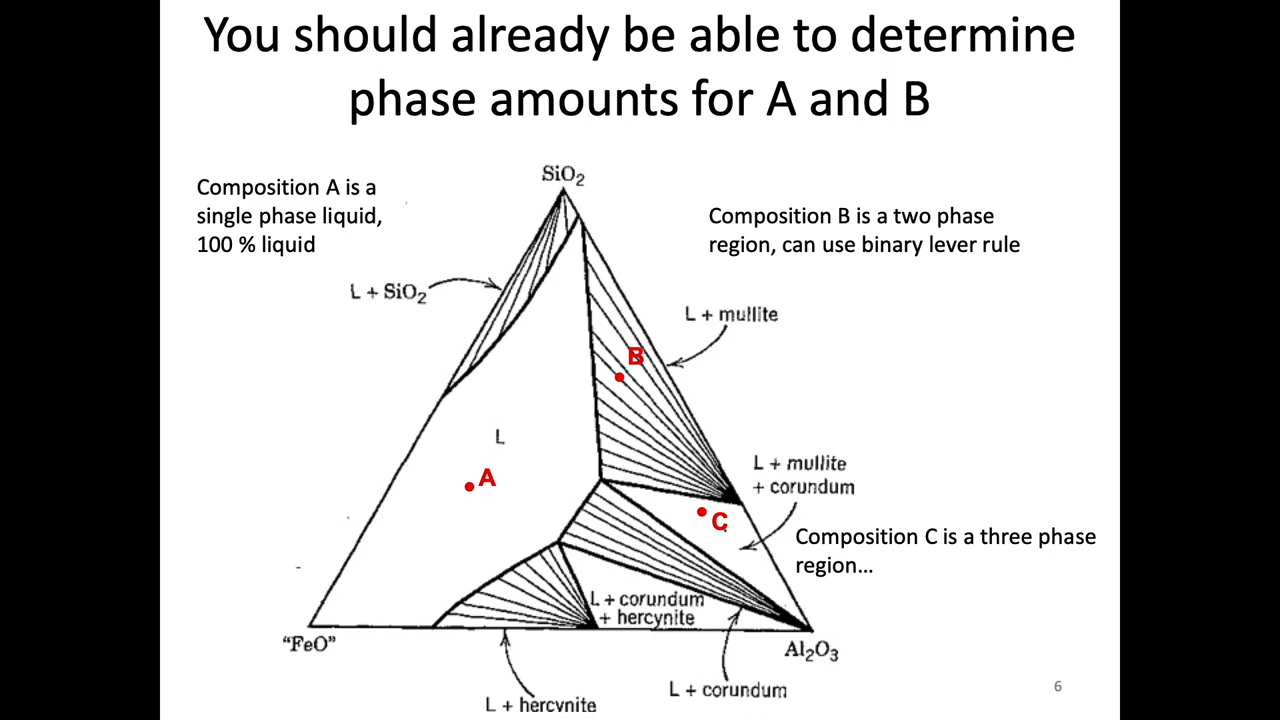 You should already be able to determine
phase amounts for A and B
SiO₂
Composition A is a
single phase liquid,
100 % liquid
Composition B is a two phase
region, can use binary lever rule
L + SiO₂
L + mullite
B
L
A
L + mullite
+ corundum
C
Composition C is a three phase
region...
L + corundum
+ hercynite
"FeO"
Al₂O₃
L + corundum
L + hercynite
6